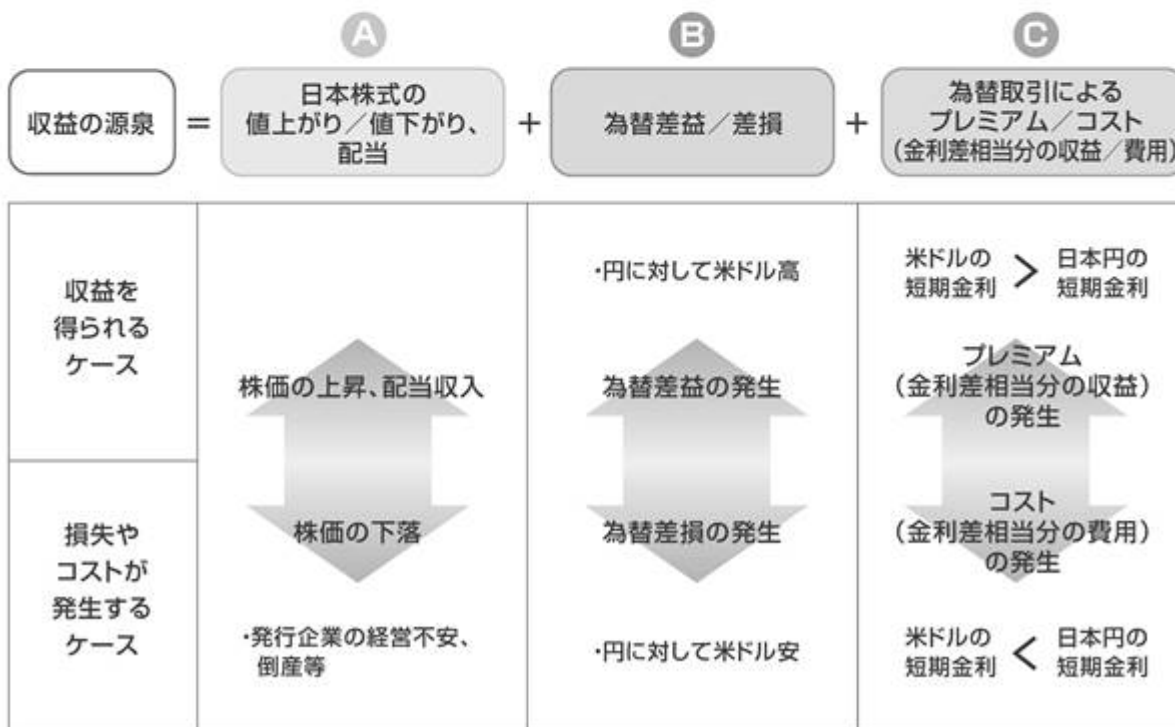 A
B
C
収益の源泉
=
日本株式の
値上がり／値下がり、
配当
+
為替差益／差損
+
為替取引による
プレミアム／コスト
（金利差相当分の収益／費用）
収益を
得られる
ケース
株価の上昇、配当収入
・円に対して米ドル高
為替差益の発生
米ドルの
短期金利
>
日本円の
短期金利
プレミアム
（金利差相当分の収益）
の発生
損失や
コストが
発生する
ケース
株価の下落
・発行企業の経営不安、
倒産等
為替差損の発生
・円に対して米ドル安
コスト
（金利差相当分の費用）
の発生
米ドルの
短期金利
<
日本円の
短期金利